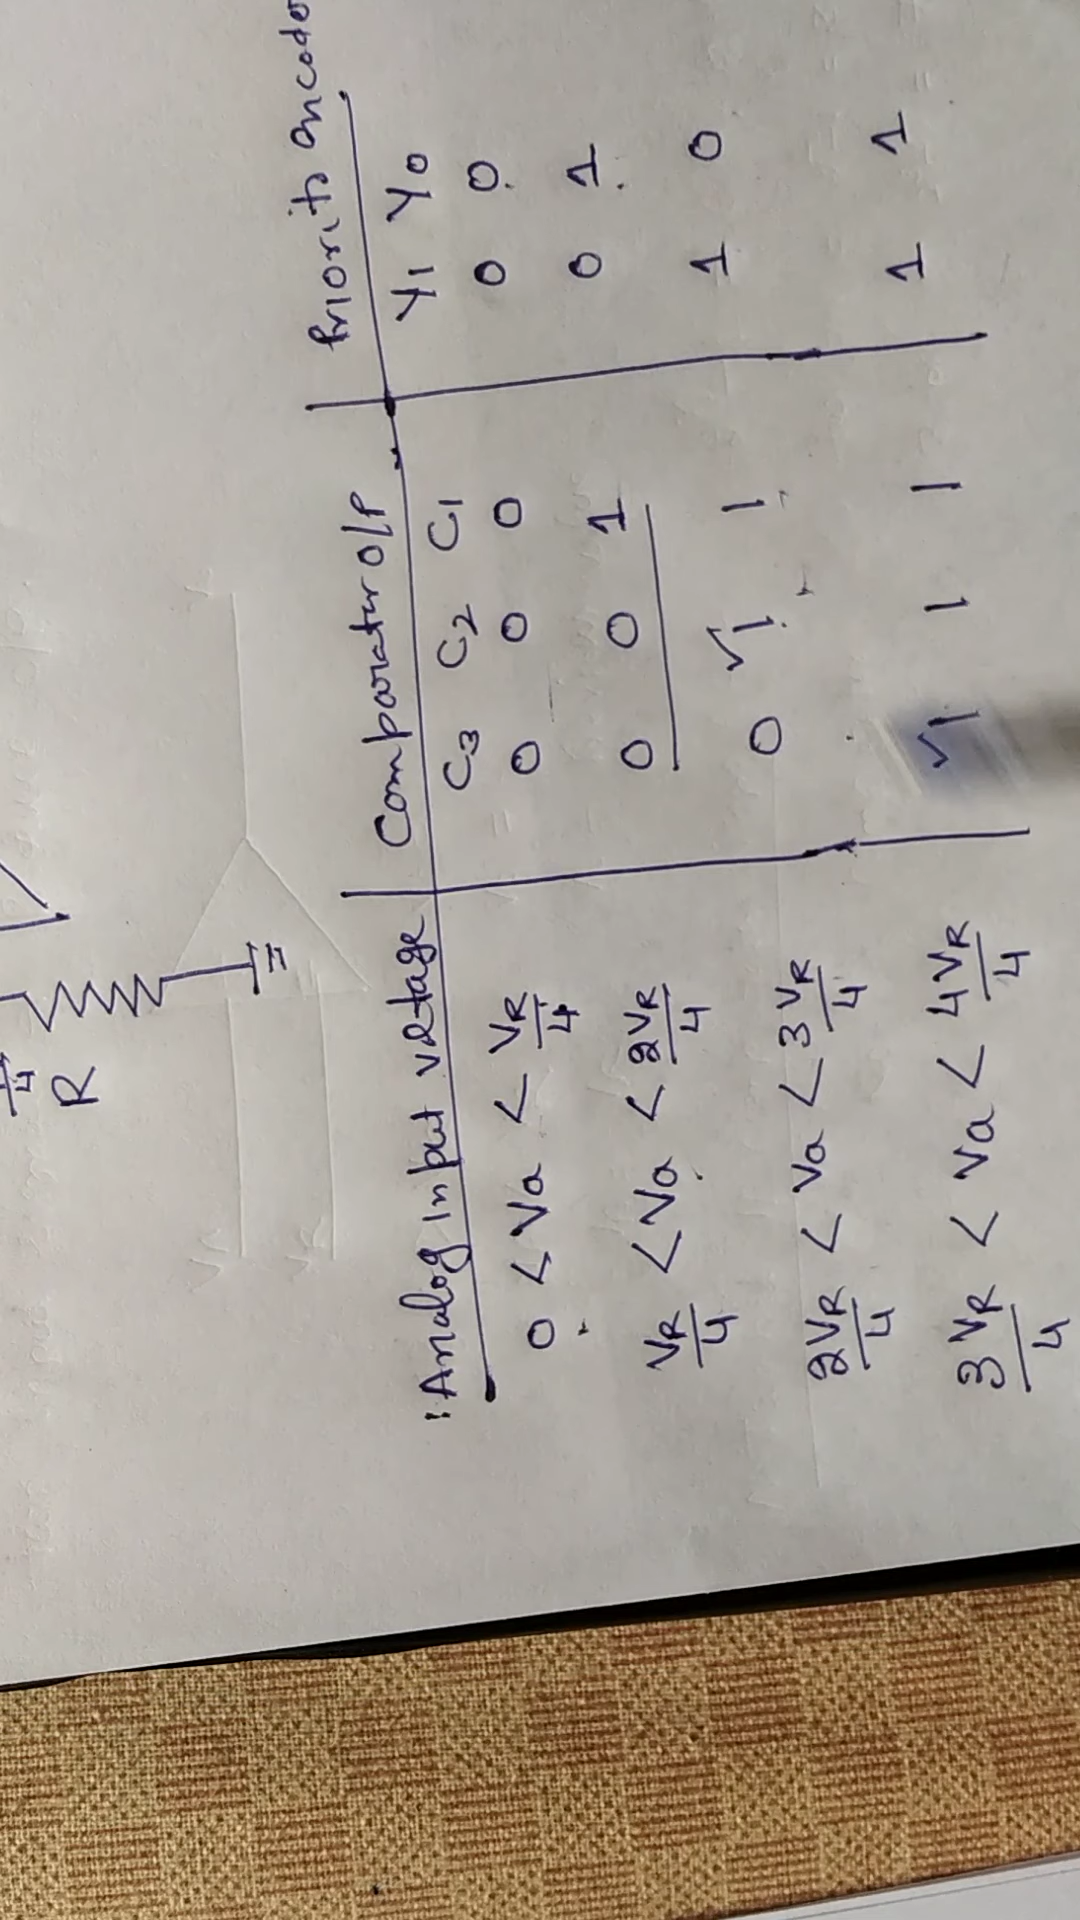 R
Analog Input voltage Comparator O/P Priority encode
C3 C2 C1 Y1 Y0
0 < Va < VR/4 0 0 0 0 0
VR/4 < Va < 2VR/4 0 0 1 0 1
2VR/4 < Va < 3VR/4 0 √1 1 1 0
3VR/4 < Va < 4VR/4 √1 1 1 1 1